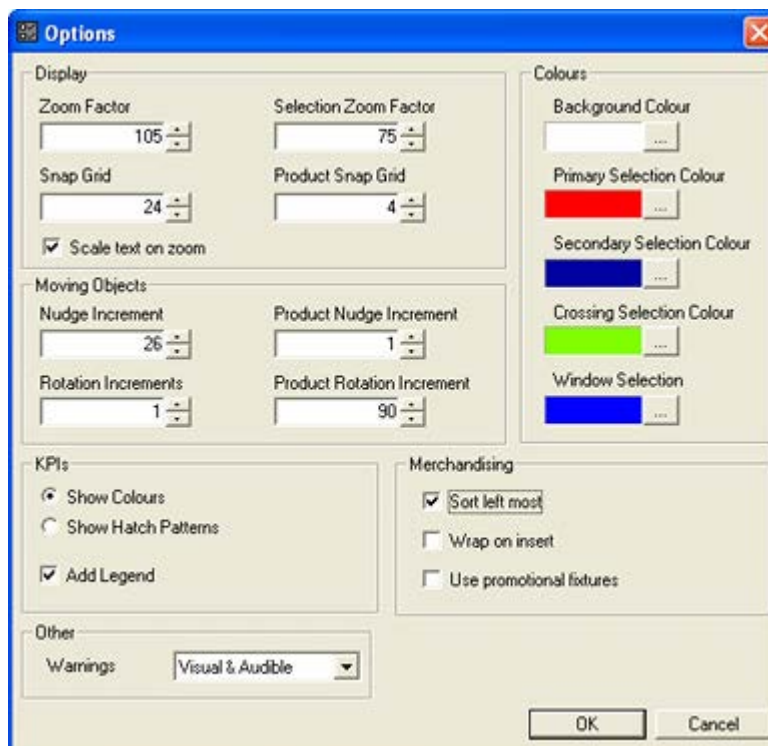 Options
Display
Zoom Factor
Selection Zoom Factor
105
75
Snap Grid
Product Snap Grid
24
4
Scale text on zoom
Moving Objects
Nudge Increment
Product Nudge Increment
26
1
Rotation Increments
Product Rotation Increment
1
90
Colours
Background Colour
...
Primary Selection Colour
...
Secondary Selection Colour
...
Crossing Selection Colour
...
Window Selection
...
KPIs
Show Colours
Show Hatch Patterns
Add Legend
Merchandising
Sort left most
Wrap on insert
Use promotional fixtures
Other
Warnings
Visual & Audible
OK
Cancel